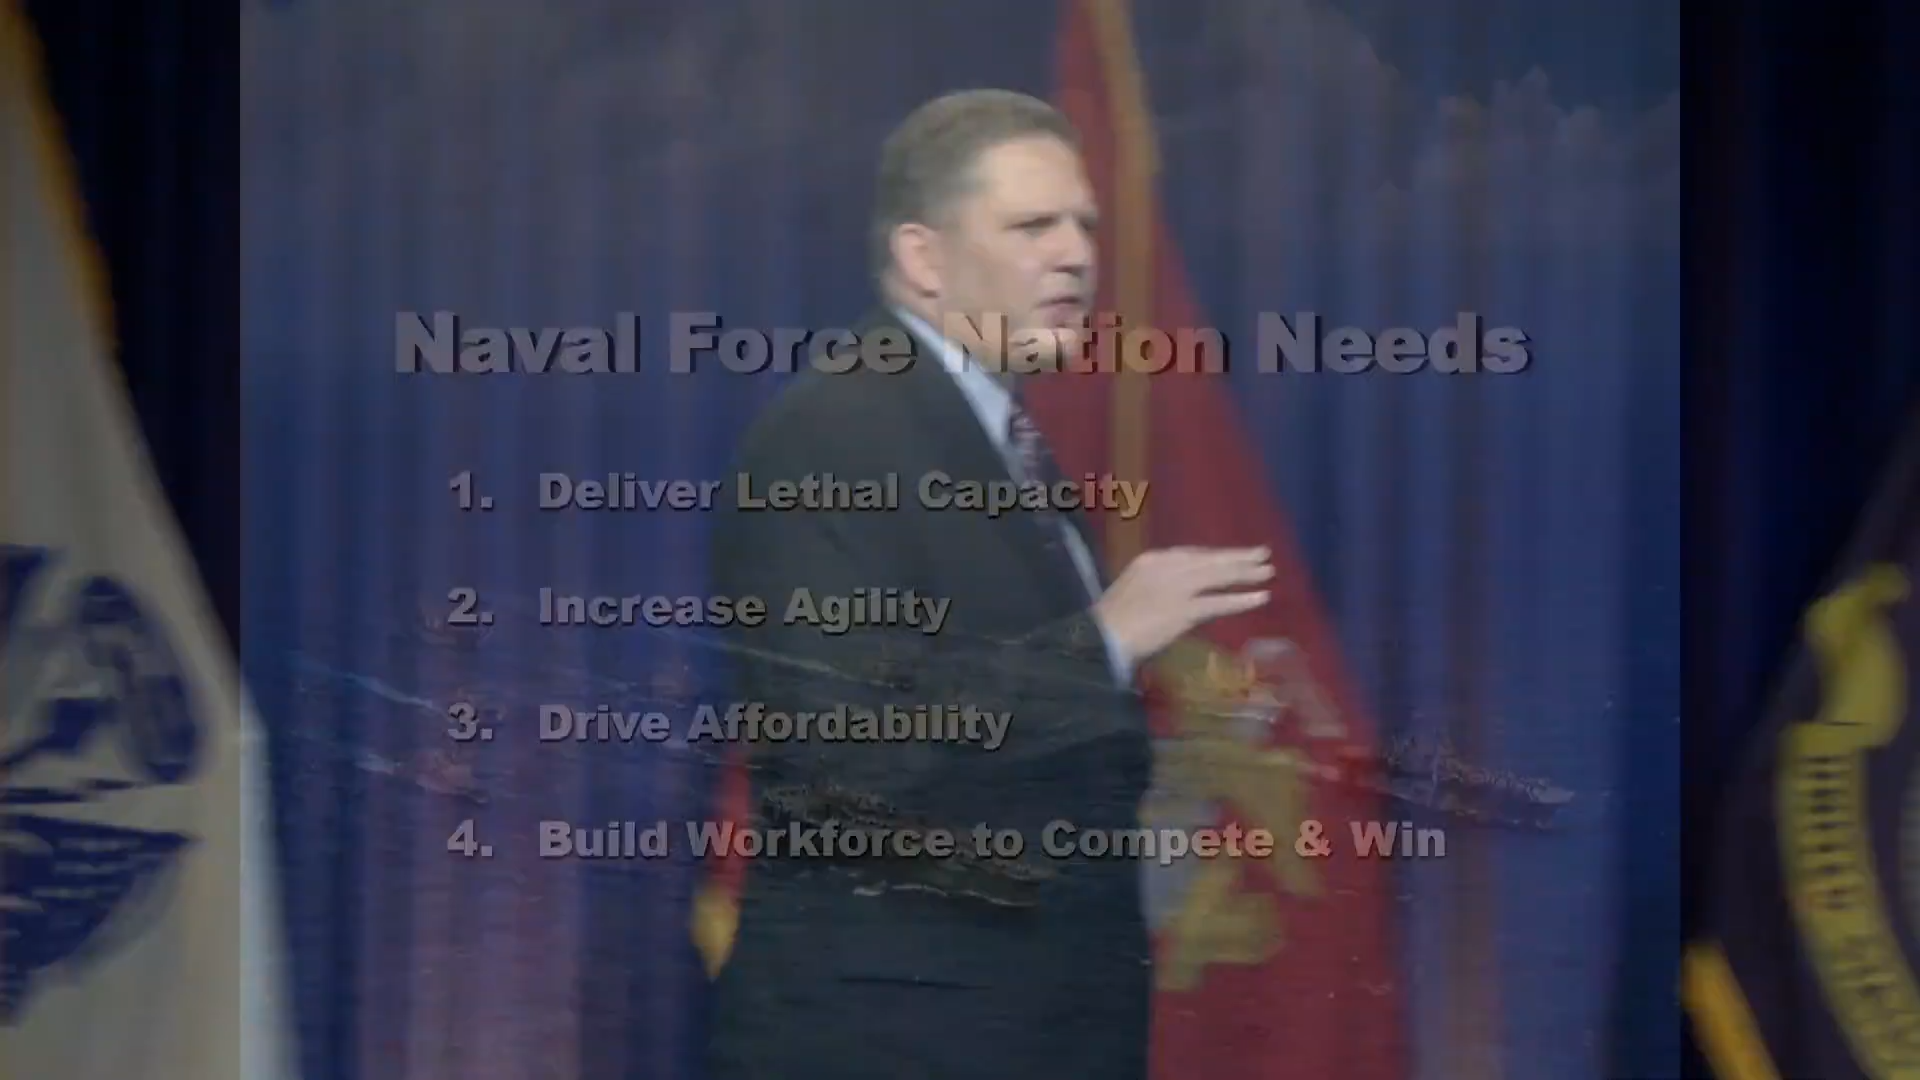 Naval Force Nation Needs
1. Deliver Lethal Capacity
2. Increase Agility
3. Drive Affordability
4. Build Workforce to Compete & Win